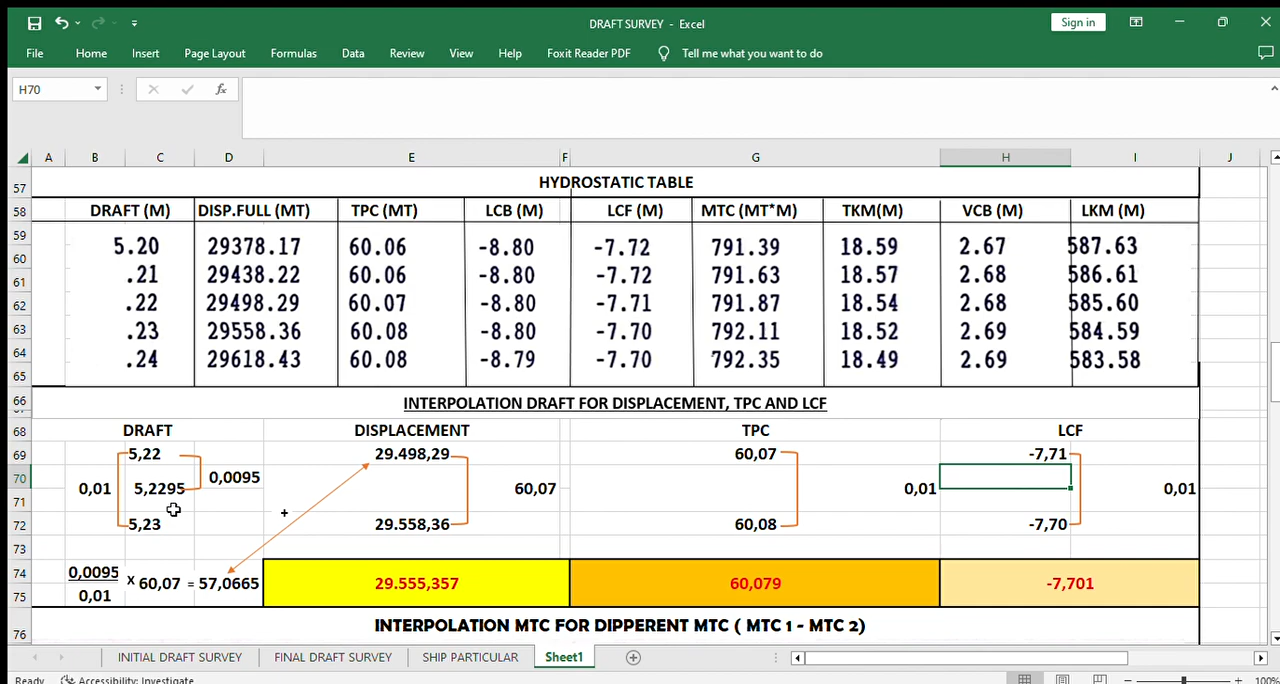 DRAFT SURVEY - Excel
Sign in
File Home Insert Page Layout Formulas Data Review View Help Foxit Reader PDF Tell me what you want to do
H70 fx
A B C D E F G H I J
57 HYDROSTATIC TABLE
58 DRAFT (M) DISP.FULL (MT) TPC (MT) LCB (M) LCF (M) MTC (MT*M) TKM(M) VCB (M) LKM (M)
59
60 5.20 29378.17 60.06 -8.80 -7.72 791.39 18.59 2.67 587.63
61 .21 29438.22 60.06 -8.80 -7.72 791.63 18.57 2.68 586.61
62 .22 29498.29 60.07 -8.80 -7.71 791.87 18.54 2.68 585.60
63 .23 29558.36 60.08 -8.80 -7.70 792.11 18.52 2.69 584.59
64 .24 29618.43 60.08 -8.79 -7.70 792.35 18.49 2.69 583.58
65
66 INTERPOLATION DRAFT FOR DISPLACEMENT, TPC AND LCF
68 DRAFT DISPLACEMENT TPC LCF
69 5,22 29.498,29 60,07 -7,71
70 0,0095
71 0,01 5,2295 60,07 0,01 0,01
+
72 5,23 29.558,36 60,08 -7,70
73
74 0,0095 x 60,07 = 57,0665 29.555,357 60,079 -7,701
75 0,01
76 INTERPOLATION MTC FOR DIPPERENT MTC ( MTC 1 - MTC 2)
INITIAL DRAFT SURVEY FINAL DRAFT SURVEY SHIP PARTICULAR Sheet1
Ready Accessibility: Investigate 100%